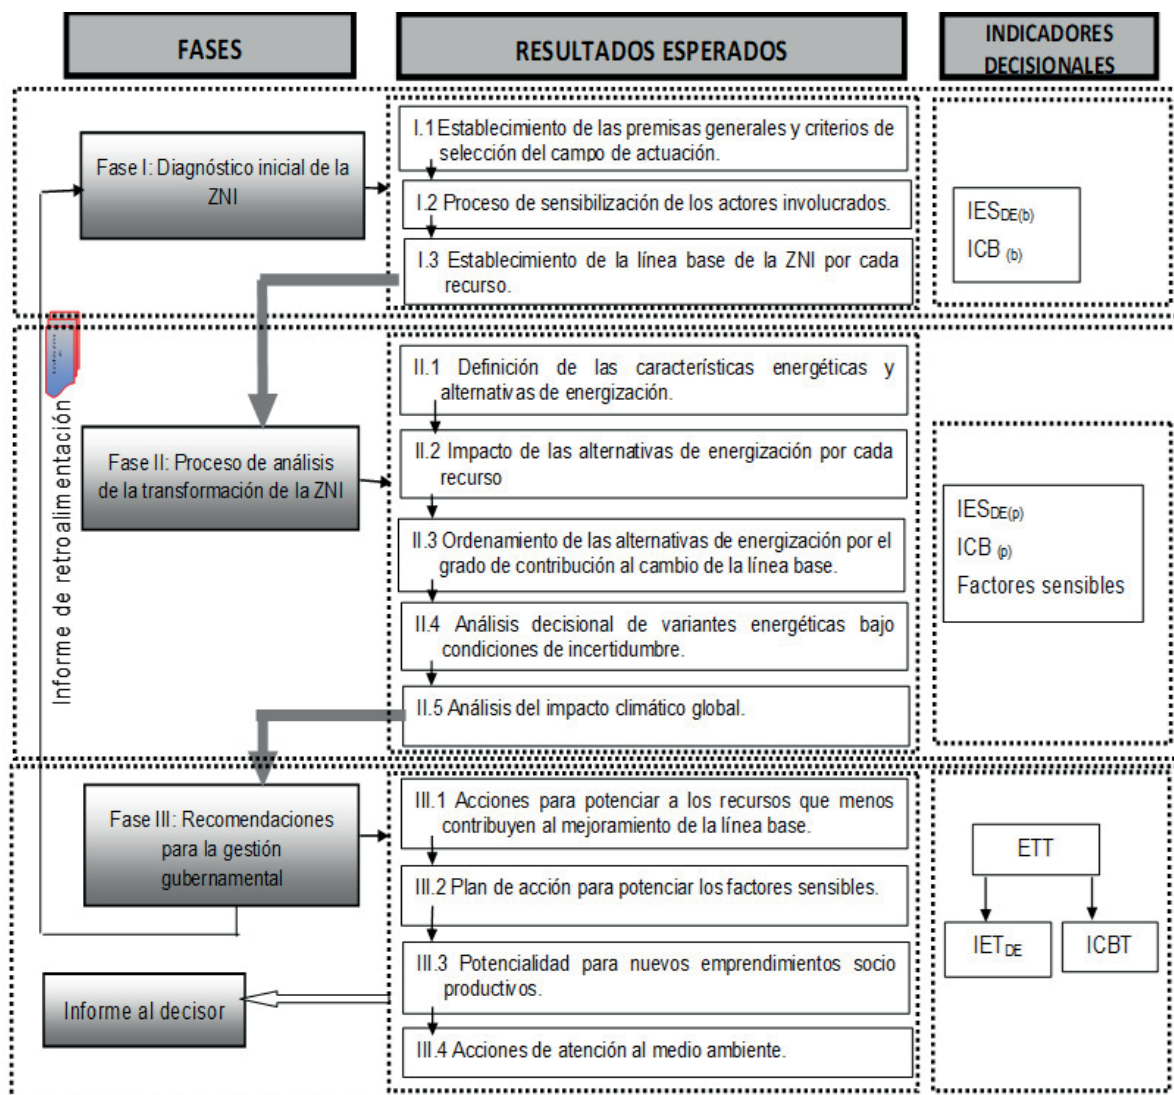 FASES
RESULTADOS ESPERADOS
INDICADORES
DECISIONALES
Fase I: Diagnóstico inicial de la
ZNI
I.1 Establecimiento de las premisas generales y criterios de
selección del campo de actuación.
I.2 Proceso de sensibilización de los actores involucrados.
I.3 Establecimiento de la línea base de la ZNI por cada
recurso.
IESDE(b)
ICB (b)
Informe de retroalimentación
Fase II: Proceso de análisis
de la transformación de la ZNI
II.1 Definición de las características energéticas y
alternativas de energización.
II.2 Impacto de las alternativas de energización por cada
recurso
II.3 Ordenamiento de las alternativas de energización por el
grado de contribución al cambio de la línea base.
II.4 Análisis decisional de variantes energéticas bajo
condiciones de incertidumbre.
II.5 Análisis del impacto climático global.
IESDE(p)
ICB (p)
Factores sensibles
Fase III: Recomendaciones
para la gestión
gubernamental
III.1 Acciones para potenciar a los recursos que menos
contribuyen al mejoramiento de la línea base.
III.2 Plan de acción para potenciar los factores sensibles.
III.3 Potencialidad para nuevos emprendimientos socio
productivos.
III.4 Acciones de atención al medio ambiente.
ETT
IETDE
ICBT
Informe al decisor